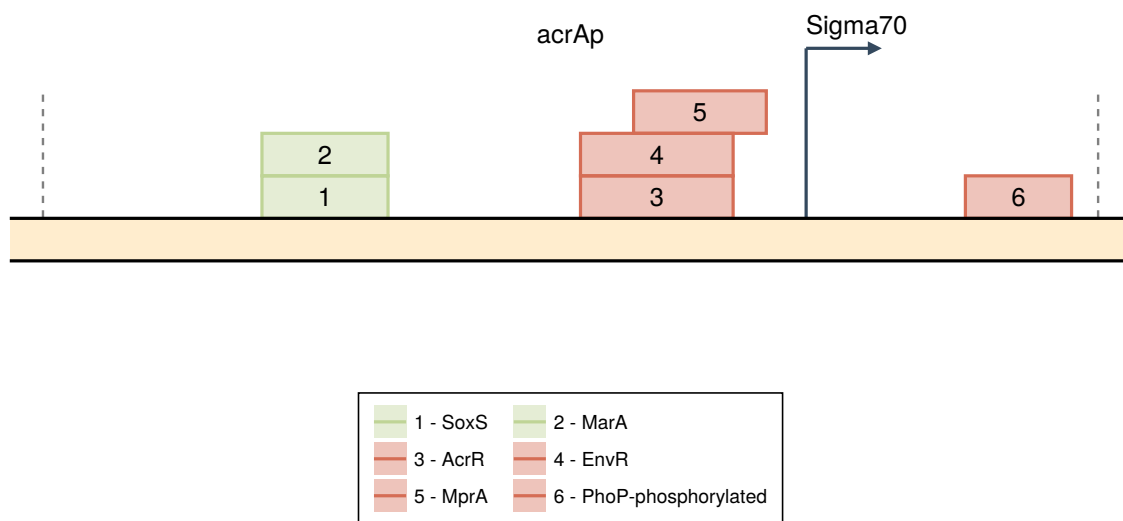 Sigma70
acrAp
5
2
4
1
3
6
1 - SoxS
2 - MarA
3 - AcrR
4 - EnvR
5 - MprA
6 - PhoP-phosphorylated